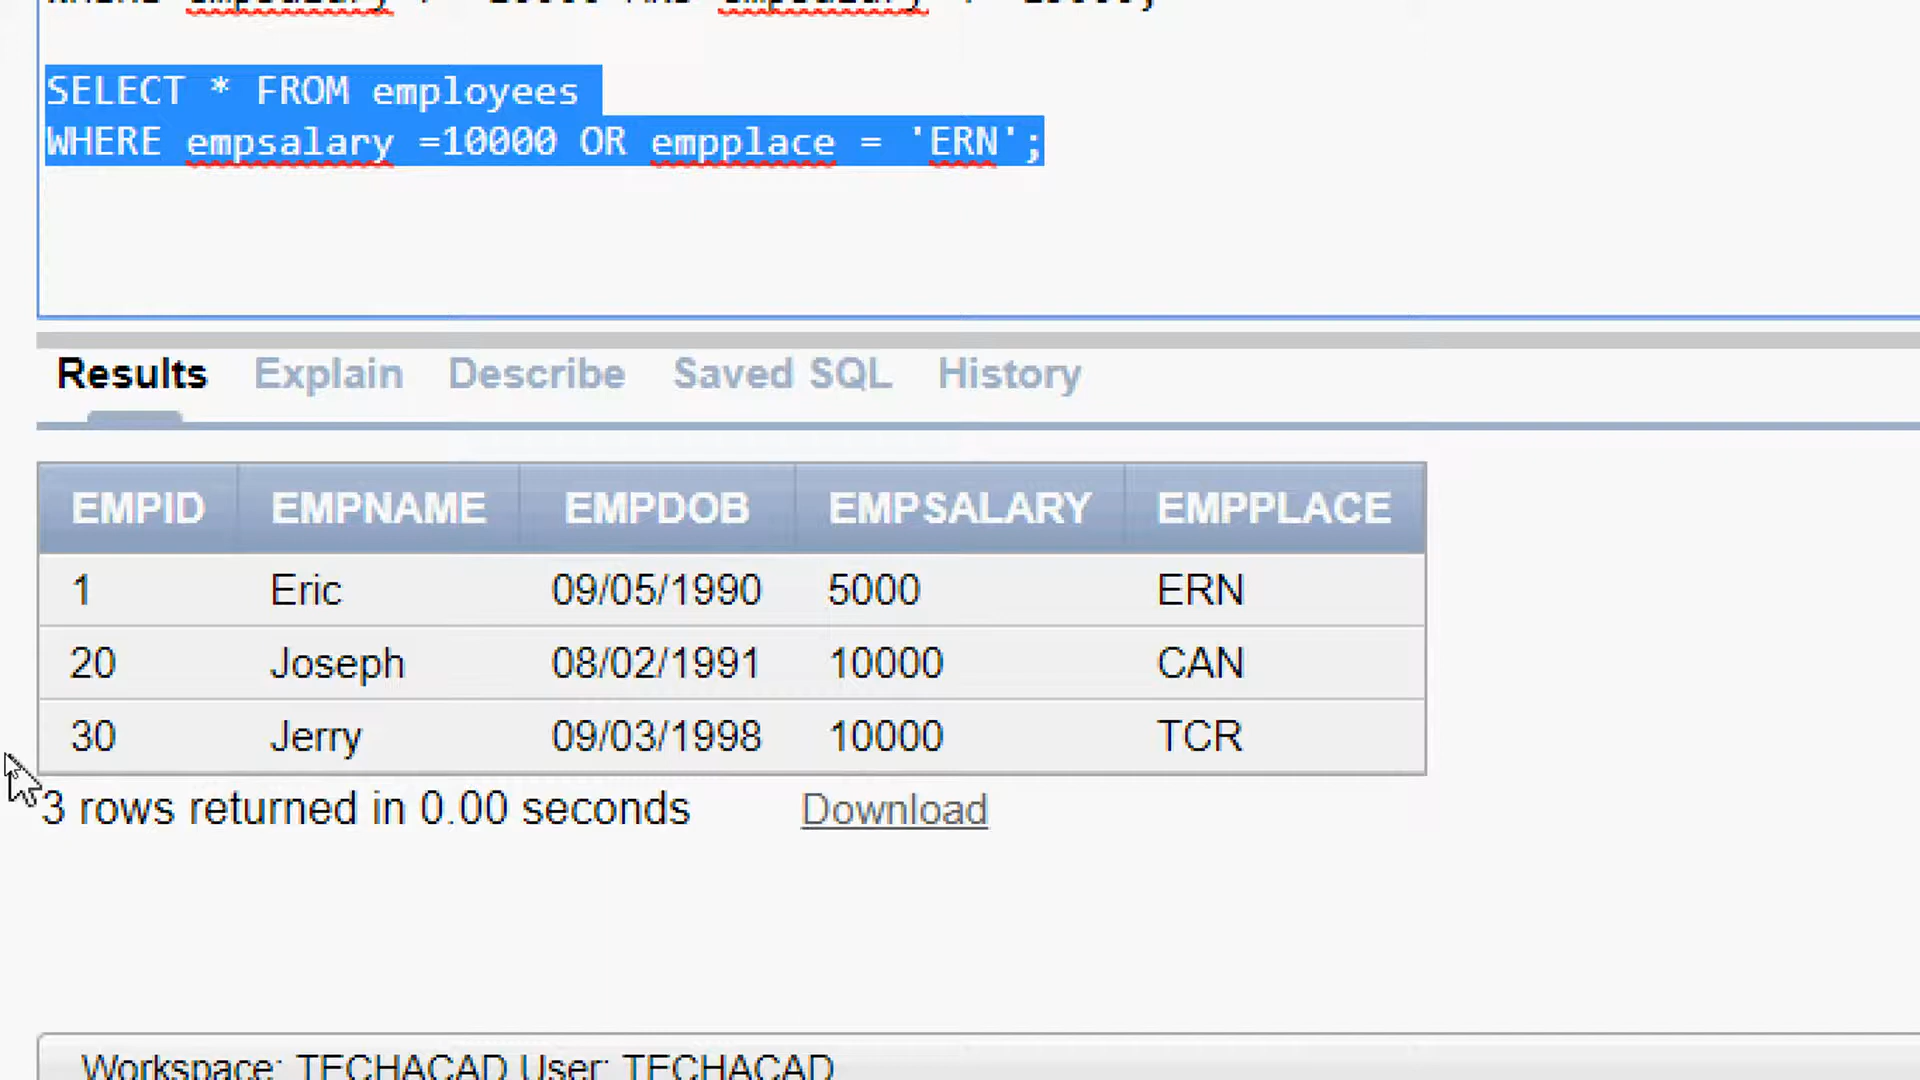 SELECT * FROM employees
WHERE empsalary =10000 OR empplace = 'ERN';
Results Explain Describe Saved SQL History
EMPID EMPNAME EMPDOB EMPSALARY EMPPLACE
1 Eric 09/05/1990 5000 ERN
20 Joseph 08/02/1991 10000 CAN
30 Jerry 09/03/1998 10000 TCR
3 rows returned in 0.00 seconds Download
Workspace: TECHACAD User: TECHACAD